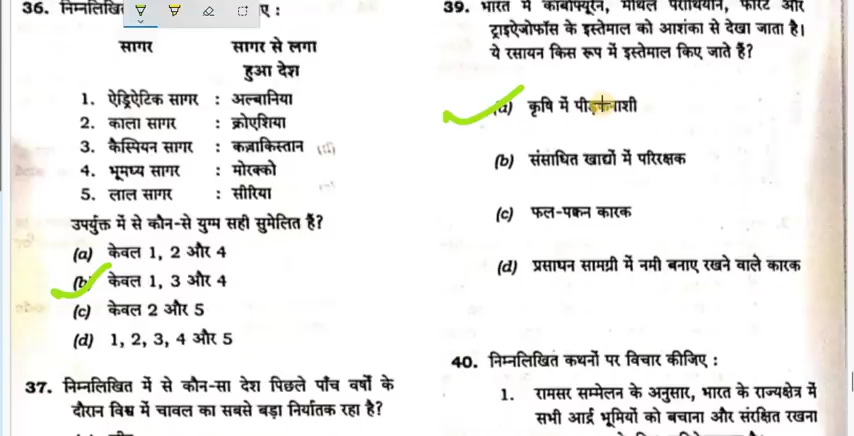 36. निम्नलिखि ए :
सागर सागर से लगा
हुआ देश
1. ऐड्रिऐटिक सागर : अल्बानिया
2. काला सागर : क्रोएशिया
3. कैस्पियन सागर : कज़ाकिस्तान
4. भूमध्य सागर : मोरक्को
5. लाल सागर : सीरिया
उपर्युक्त में से कौन-से युग्म सही सुमेलित हैं?
(a) केवल 1, 2 और 4
(b) केवल 1, 3 और 4
(c) केवल 2 और 5
(d) 1, 2, 3, 4 और 5
37. निम्नलिखित में से कौन-सा देश पिछले पाँच वर्षों के
दौरान विश्व में चावल का सबसे बड़ा निर्यातक रहा है?
39. भारत में कार्बोफ्यूरेन, मेथिल पैराथियॉन, फोरेट और
ट्राइऐजोफॉस के इस्तेमाल को आशंका से देखा जाता है।
ये रसायन किस रूप में इस्तेमाल किए जाते हैं?
(a) कृषि में पीड़कनाशी
(b) संसाधित खाद्यों में परिरक्षक
(c) फल-पक्कन कारक
(d) प्रसाधन सामग्री में नमी बनाए रखने वाले कारक
40. निम्नलिखित कथनों पर विचार कीजिए :
1. रामसर सम्मेलन के अनुसार, भारत के राज्यक्षेत्र में
सभी आर्द्र भूमियों को बचाना और संरक्षित रखना